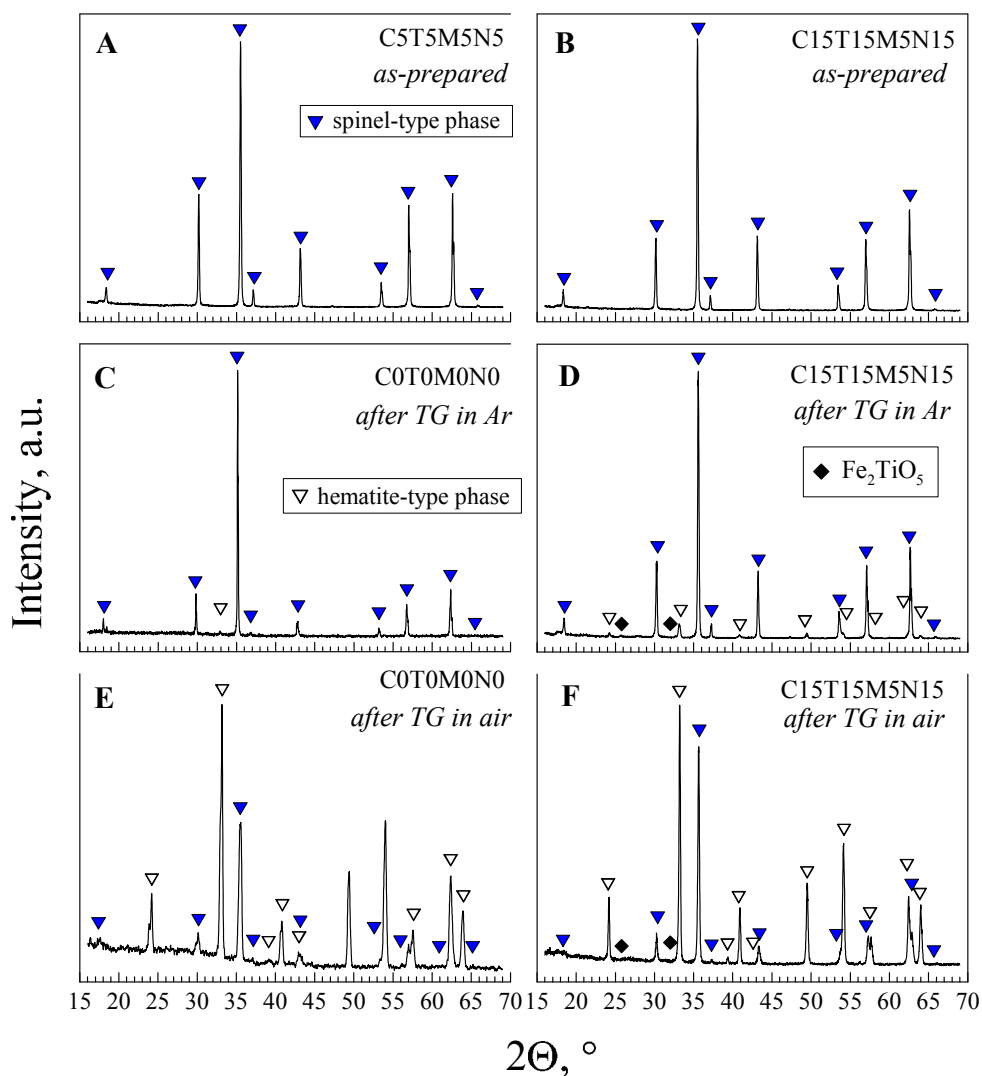 A
C5T5M5N5
as-prepared
▼ spinel-type phase
B
C15T15M5N15
as-prepared
C
C0T0M0N0
after TG in Ar
▽ hematite-type phase
D
C15T15M5N15
after TG in Ar
◆ Fe₂TiO₅
E
C0T0M0N0
after TG in air
F
C15T15M5N15
after TG in air
Intensity, a.u.
15 20 25 30 35 40 45 50 55 60 65 70
15 20 25 30 35 40 45 50 55 60 65 70
2Θ, °